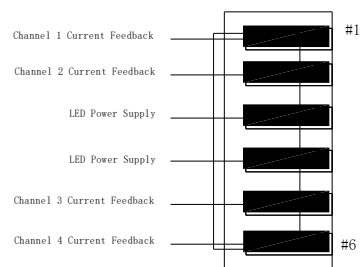 Channel 1 Current Feedback
#1
Channel 2 Current Feedback
LED Power Supply
LED Power Supply
Channel 3 Current Feedback
Channel 4 Current Feedback
#6